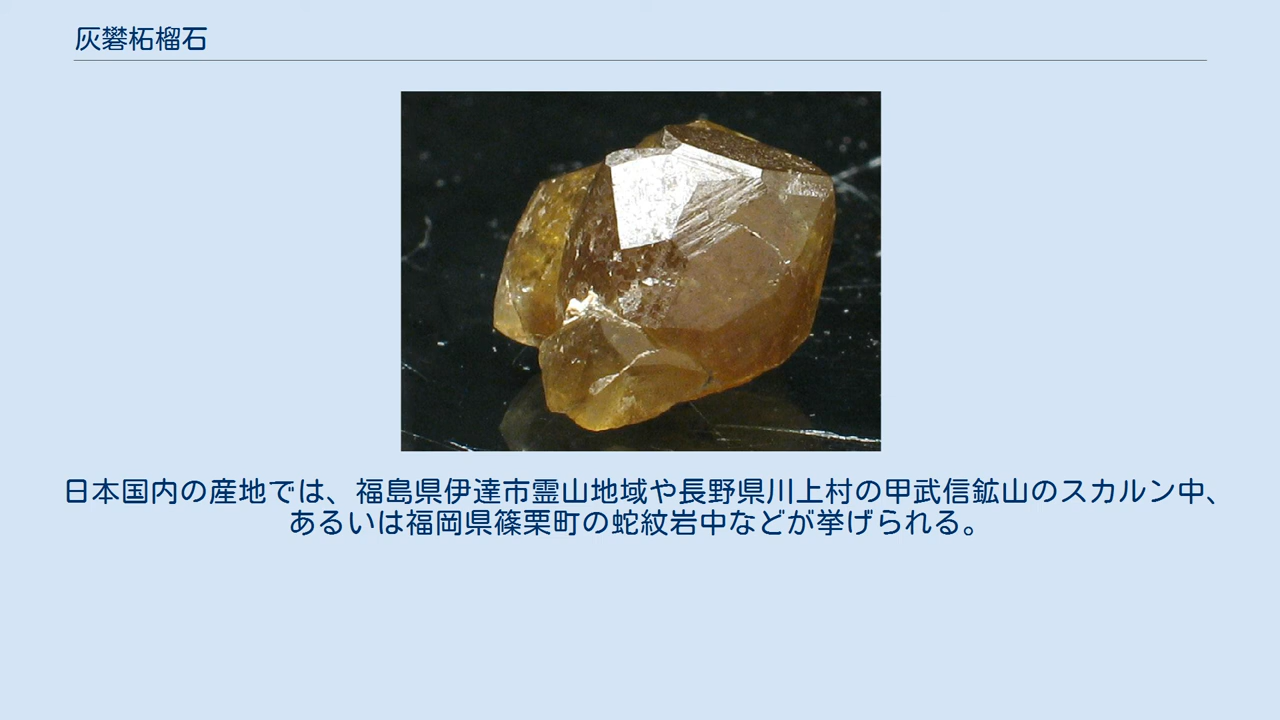 灰礬柘榴石
日本国内の産地では、福島県伊達市霊山地域や長野県川上村の甲武信鉱山のスカルン中、
あるいは福岡県篠栗町の蛇紋岩中などが挙げられる。